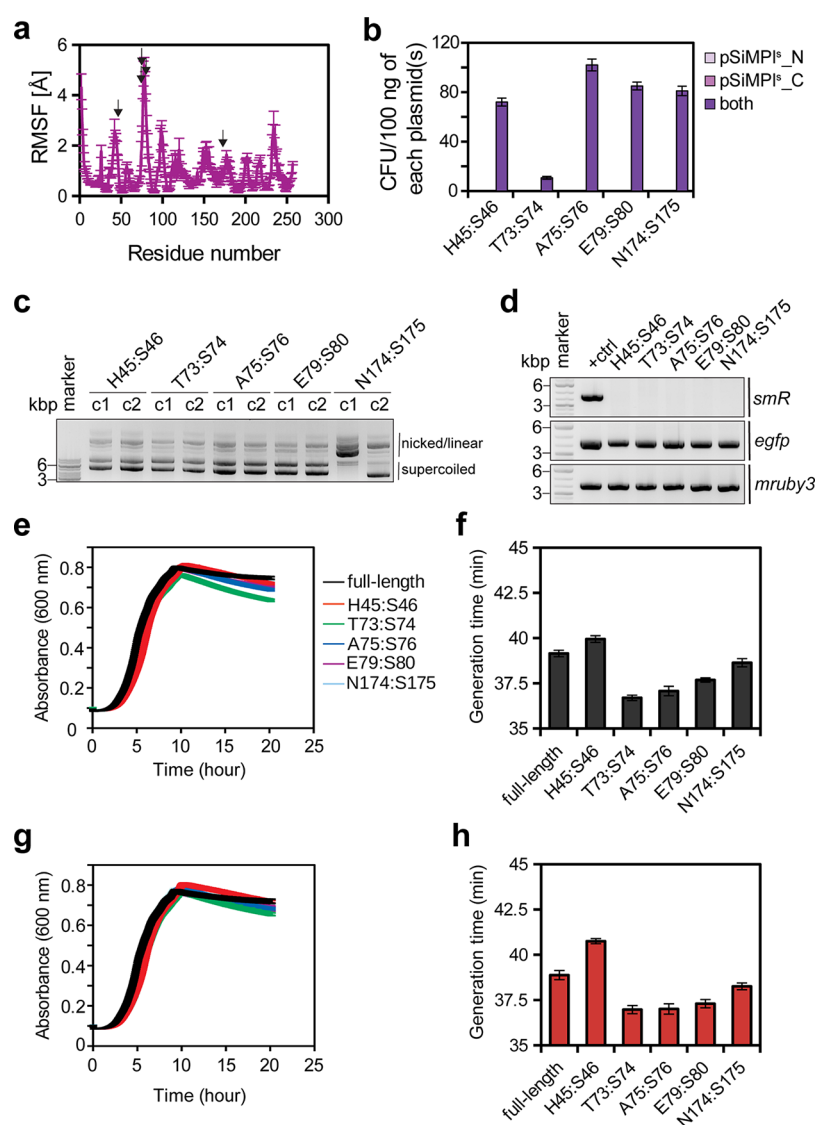 a
6
4
2
0
RMSF [Å]
0 50 100 150 200 250 300
Residue number
b
120
80
40
0
CFU/100 ng of
each plasmid(s)
pSiMPlˢ_N
pSiMPlˢ_C
both
H45:S46
T73:S74
A75:S76
E79:S80
N174:S175
c
kbp
marker
H45:S46
T73:S74
A75:S76
E79:S80
N174:S175
c1 c2 c1 c2 c1 c2 c1 c2 c1 c2
6
3
nicked/linear
supercoiled
d
kbp
marker
+ctrl
H45:S46
T73:S74
A75:S76
E79:S80
N174:S175
6
3
smR
6
3
egfp
6
3
mruby3
e
Absorbance (600 nm)
0.8
0.6
0.4
0.2
0
0 5 10 15 20 25
Time (hour)
full-length
H45:S46
T73:S74
A75:S76
E79:S80
N174:S175
f
Generation time (min)
45
42.5
40
37.5
35
full-length
H45:S46
T73:S74
A75:S76
E79:S80
N174:S175
g
Absorbance (600 nm)
0.8
0.6
0.4
0.2
0
0 5 10 15 20 25
Time (hour)
h
Generation time (min)
45
42.5
40
37.5
35
full-length
H45:S46
T73:S74
A75:S76
E79:S80
N174:S175